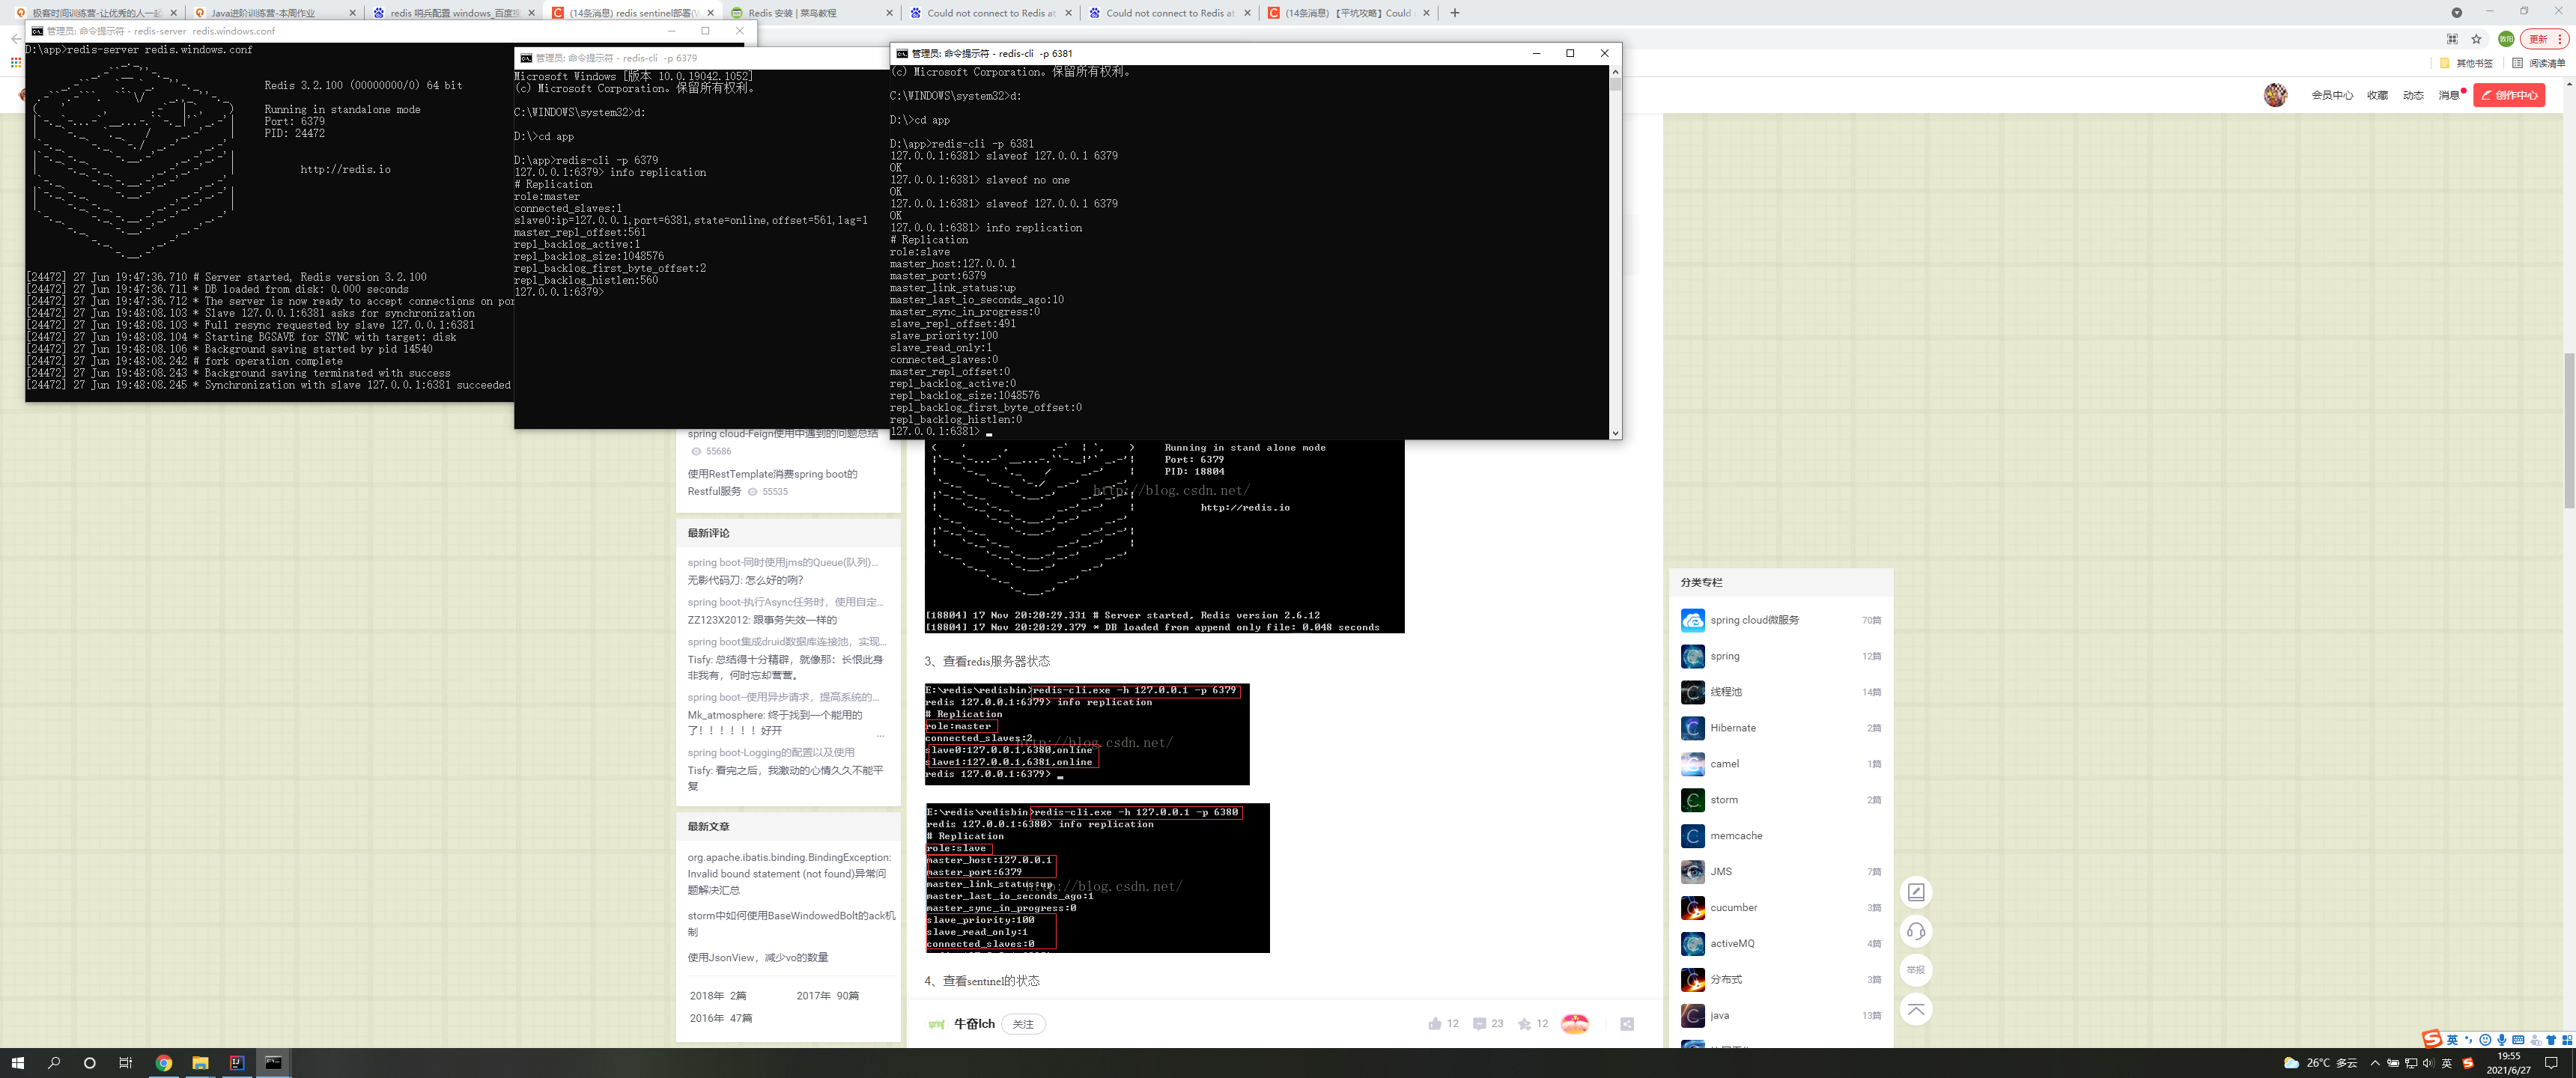 极客时间训练营-让优秀的人一起
Java进阶训练营-本周作业
redis 哨兵配置 windows_百度搜
(14条消息) redis sentinel部署(W
Redis 安装 | 菜鸟教程
Could not connect to Redis at
Could not connect to Redis at
(14条消息) 【平坑攻略】Could
更新
其他书签
阅读清单
会员中心
收藏
动态
消息
创作中心
管理员: 命令提示符 - redis-server redis.windows.conf
D:\app>redis-server redis.windows.conf
Redis 3.2.100 (00000000/0) 64 bit
Running in standalone mode
Port: 6379
PID: 24472
http://redis.io
[24472] 27 Jun 19:47:36.710 # Server started, Redis version 3.2.100
[24472] 27 Jun 19:47:36.711 * DB loaded from disk: 0.000 seconds
[24472] 27 Jun 19:47:36.712 * The server is now ready to accept connections on por
[24472] 27 Jun 19:48:08.103 * Slave 127.0.0.1:6381 asks for synchronization
[24472] 27 Jun 19:48:08.103 * Full resync requested by slave 127.0.0.1:6381
[24472] 27 Jun 19:48:08.104 * Starting BGSAVE for SYNC with target: disk
[24472] 27 Jun 19:48:08.106 * Background saving started by pid 14540
[24472] 27 Jun 19:48:08.242 # fork operation complete
[24472] 27 Jun 19:48:08.243 * Background saving terminated with success
[24472] 27 Jun 19:48:08.245 * Synchronization with slave 127.0.0.1:6381 succeeded
管理员: 命令提示符 - redis-cli -p 6379
Microsoft Windows [版本 10.0.19042.1052]
(c) Microsoft Corporation。保留所有权利。
C:\WINDOWS\system32>d:
D:\>cd app
D:\app>redis-cli -p 6379
127.0.0.1:6379> info replication
# Replication
role:master
connected_slaves:1
slave0:ip=127.0.0.1,port=6381,state=online,offset=561,lag=1
master_repl_offset:561
repl_backlog_active:1
repl_backlog_size:1048576
repl_backlog_first_byte_offset:2
repl_backlog_histlen:560
127.0.0.1:6379>
管理员: 命令提示符 - redis-cli -p 6381
(c) Microsoft Corporation。保留所有权利。
C:\WINDOWS\system32>d:
D:\>cd app
D:\app>redis-cli -p 6381
127.0.0.1:6381> slaveof 127.0.0.1 6379
OK
127.0.0.1:6381> slaveof no one
OK
127.0.0.1:6381> slaveof 127.0.0.1 6379
OK
127.0.0.1:6381> info replication
# Replication
role:slave
master_host:127.0.0.1
master_port:6379
master_link_status:up
master_last_io_seconds_ago:10
master_sync_in_progress:0
slave_repl_offset:491
slave_priority:100
slave_read_only:1
connected_slaves:0
master_repl_offset:0
repl_backlog_active:0
repl_backlog_size:1048576
repl_backlog_first_byte_offset:0
repl_backlog_histlen:0
127.0.0.1:6381>
spring cloud-Feign使用中遇到的问题总结
55686
使用RestTemplate消费spring boot的
Restful服务 55535
最新评论
spring boot-同时使用jms的Queue(队列)...
无影代码刀: 怎么好的咧?
spring boot-执行Async任务时，使用自定...
ZZ123X2012: 跟事务失效一样的
spring boot集成druid数据库连接池，实现...
Tisfy: 总结得十分精辟，就像那：长恨此身
非我有，何时忘却营营。
spring boot--使用异步请求，提高系统的...
Mk_atmosphere: 终于找到一个能用的
了！！！！！！好开
...
spring boot-Logging的配置以及使用
Tisfy: 看完之后，我激动的心情久久不能平
复
最新文章
org.apache.ibatis.binding.BindingException:
Invalid bound statement (not found)异常问
题解决汇总
storm中如何使用BaseWindowedBolt的ack机
制
使用JsonView，减少vo的数量
2018年 2篇
2017年 90篇
2016年 47篇
Running in stand alone mode
Port: 6379
PID: 18804
http://blog.csdn.net/
http://redis.io
[18804] 17 Nov 20:20:29.331 # Server started, Redis version 2.6.12
[18804] 17 Nov 20:20:29.379 * DB loaded from append only file: 0.048 seconds
3、查看redis服务器状态
E:\redis\redisbin>redis-cli.exe -h 127.0.0.1 -p 6379
redis 127.0.0.1:6379> info replication
# Replication
role:master
connected_slaves:2
http://blog.csdn.net/
slave0:127.0.0.1,6380,online
slave1:127.0.0.1,6381,online
redis 127.0.0.1:6379>
E:\redis\redisbin>redis-cli.exe -h 127.0.0.1 -p 6380
redis 127.0.0.1:6380> info replication
# Replication
role:slave
master_host:127.0.0.1
master_port:6379
master_link_status:up
http://blog.csdn.net/
master_last_io_seconds_ago:1
master_sync_in_progress:0
slave_priority:100
slave_read_only:1
connected_slaves:0
4、查看sentinel的状态
牛奋lch
关注
12
23
12
分类专栏
spring cloud微服务 70篇
spring 12篇
线程池 14篇
Hibernate 2篇
camel 1篇
storm 2篇
memcache
JMS 7篇
cucumber 3篇
activeMQ 4篇
分布式 3篇
java 13篇
举报
英
26°C 多云
英
19:55
2021/6/27